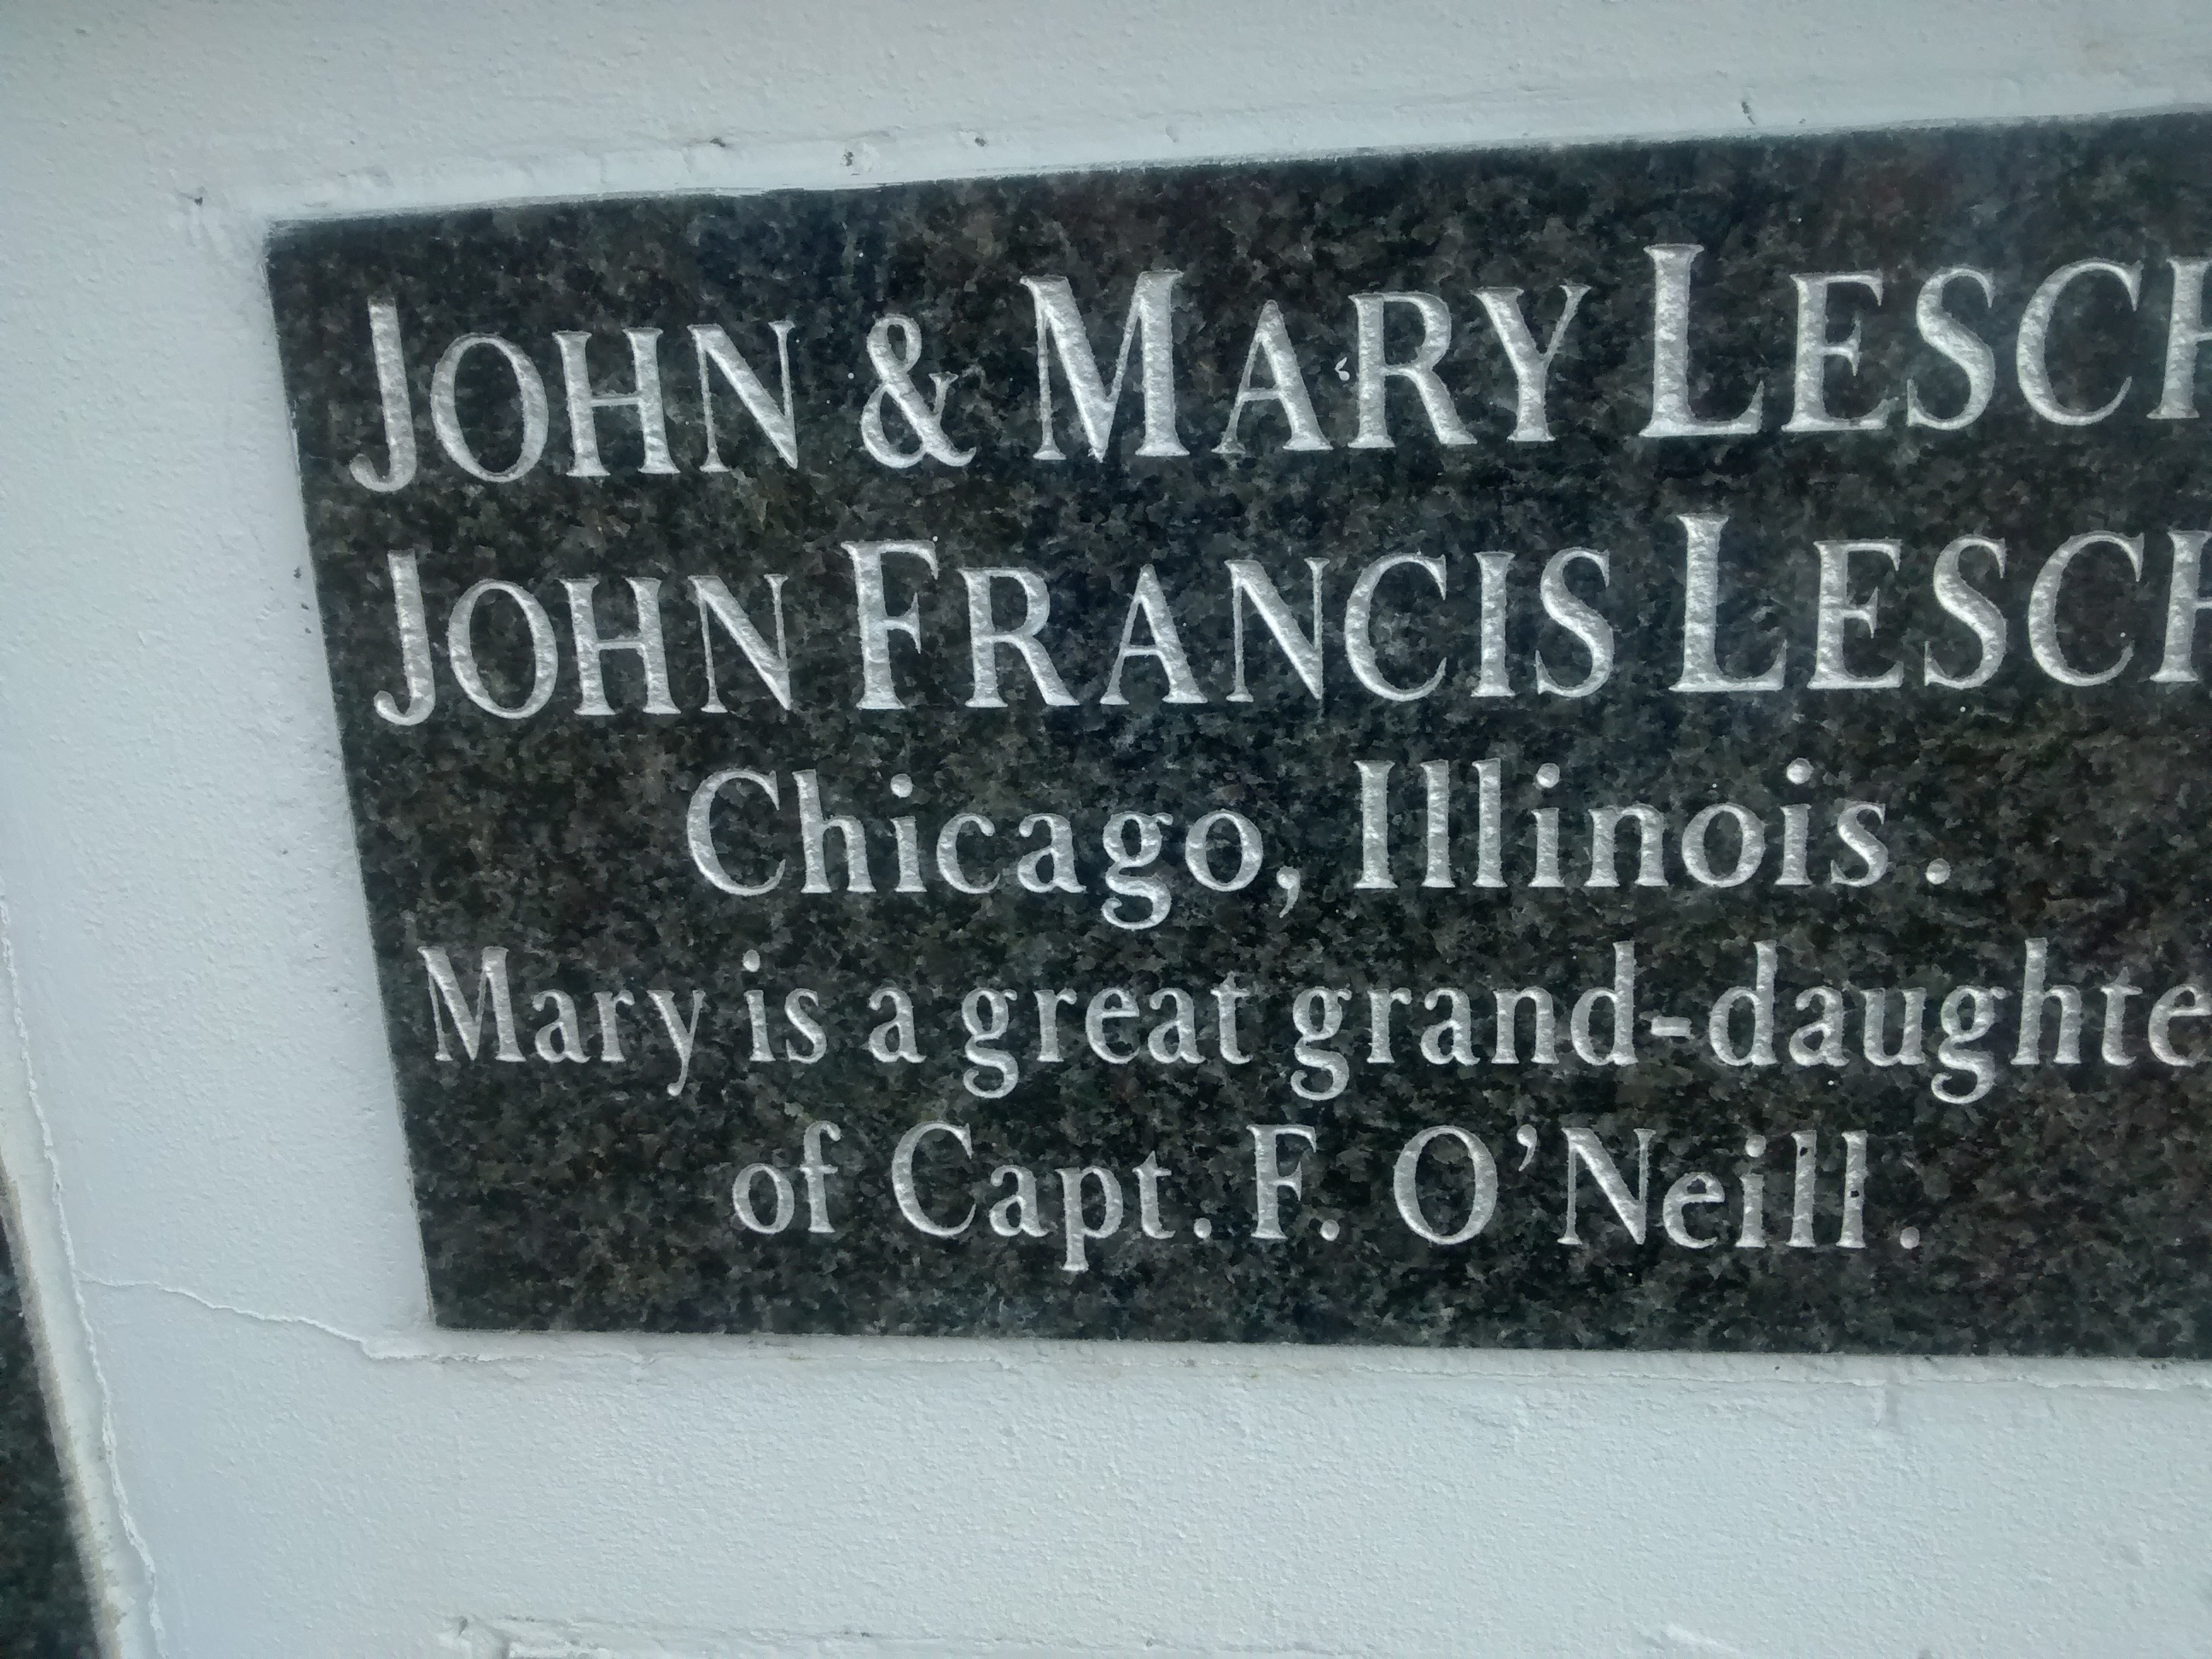 JOHN & MARY LESCH
JOHN FRANCIS LESCH
Chicago, Illinois.
Mary is a great grand-daughte
of Capt. F. O'Neill.